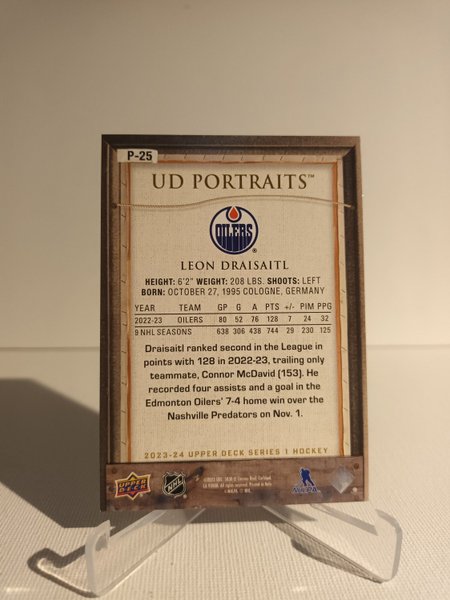 P-25
UD PORTRAITS™
OILERS
LEON DRAISAITL
HEIGHT: 6'2" WEIGHT: 208 LBS. SHOOTS: LEFT
BORN: OCTOBER 27, 1995 COLOGNE, GERMANY
YEAR TEAM GP G A PTS +/- PIM PPG
2022-23 OILERS 80 52 76 128 7 24 32
9 NHL SEASONS 638 306 438 744 29 230 125
Draisaitl ranked second in the League in
points with 128 in 2022-23, trailing only
teammate, Connor McDavid (153). He
recorded four assists and a goal in the
Edmonton Oilers' 7-4 home win over the
Nashville Predators on Nov. 1.
2023-24 UPPER DECK SERIES 1 HOCKEY
UPPER DECK
NHL
NHLPA
All rights reserved. Printed in